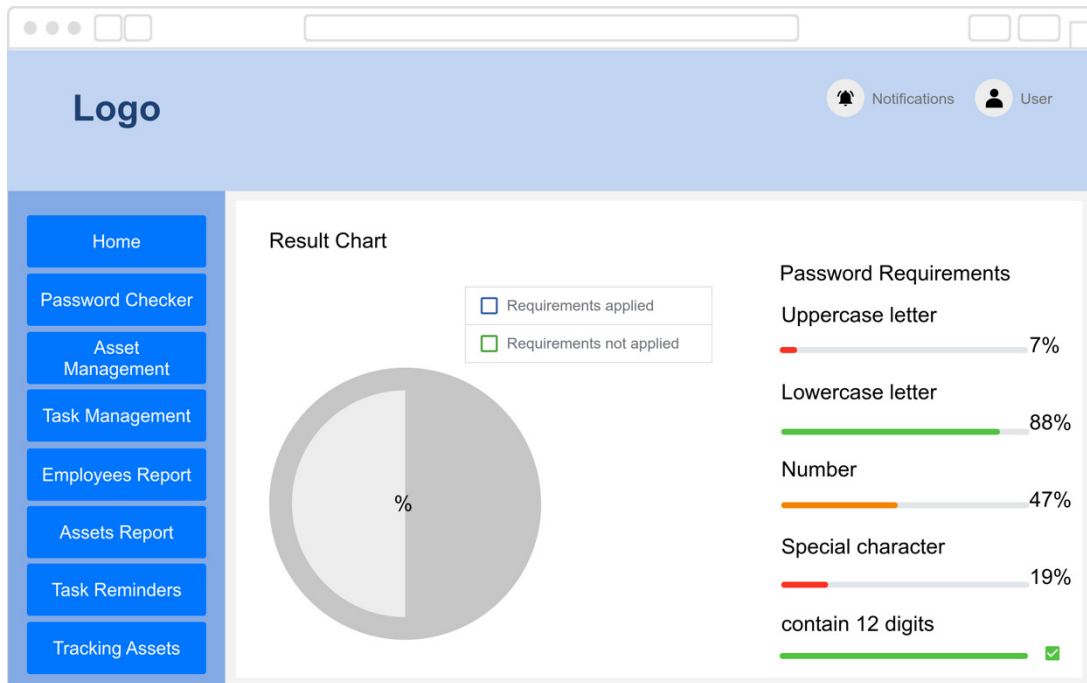 Logo
Notifications
User
Home
Password Checker
Asset
Management
Task Management
Employees Report
Assets Report
Task Reminders
Tracking Assets
Result Chart
Requirements applied
Requirements not applied
%
Password Requirements
Uppercase letter
7%
Lowercase letter
88%
Number
47%
Special character
19%
contain 12 digits